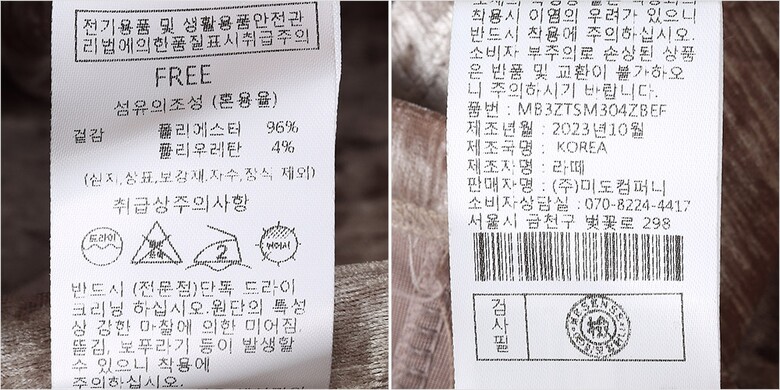 전기용품 및 생활용품안전관
리법에의한품질표시취급주의
FREE
섬유의조성 (혼용율)
겉감 폴리에스터 96%
폴리우레탄 4%
(심지,상표,보강재,자수,장식 제외)
취급상주의사항
드라이
2
반드시 (전문점)단독 드라이
크리닝 하십시오.원단의 특성
상 강한 마찰에 의한 미어짐,
뜯김, 보푸라기 등이 발생할
수 있으니 착용에
주의하십시오.
착용시 이염의 우려가 있으니
반드시 착용에 주의하십시오.
소비자 부주의로 손상된 상품
은 반품 및 교환이 불가하오
니 주의하시기 바랍니다.
품번 : MB3ZTSM304ZBEF
제조년월 : 2023년10월
제조국명 : KOREA
제조자명 : 라떼
판매자명 : (주)미도컴퍼니
소비자상담실 : 070-8224-4417
서울시 금천구 벚꽃로 298
검사필